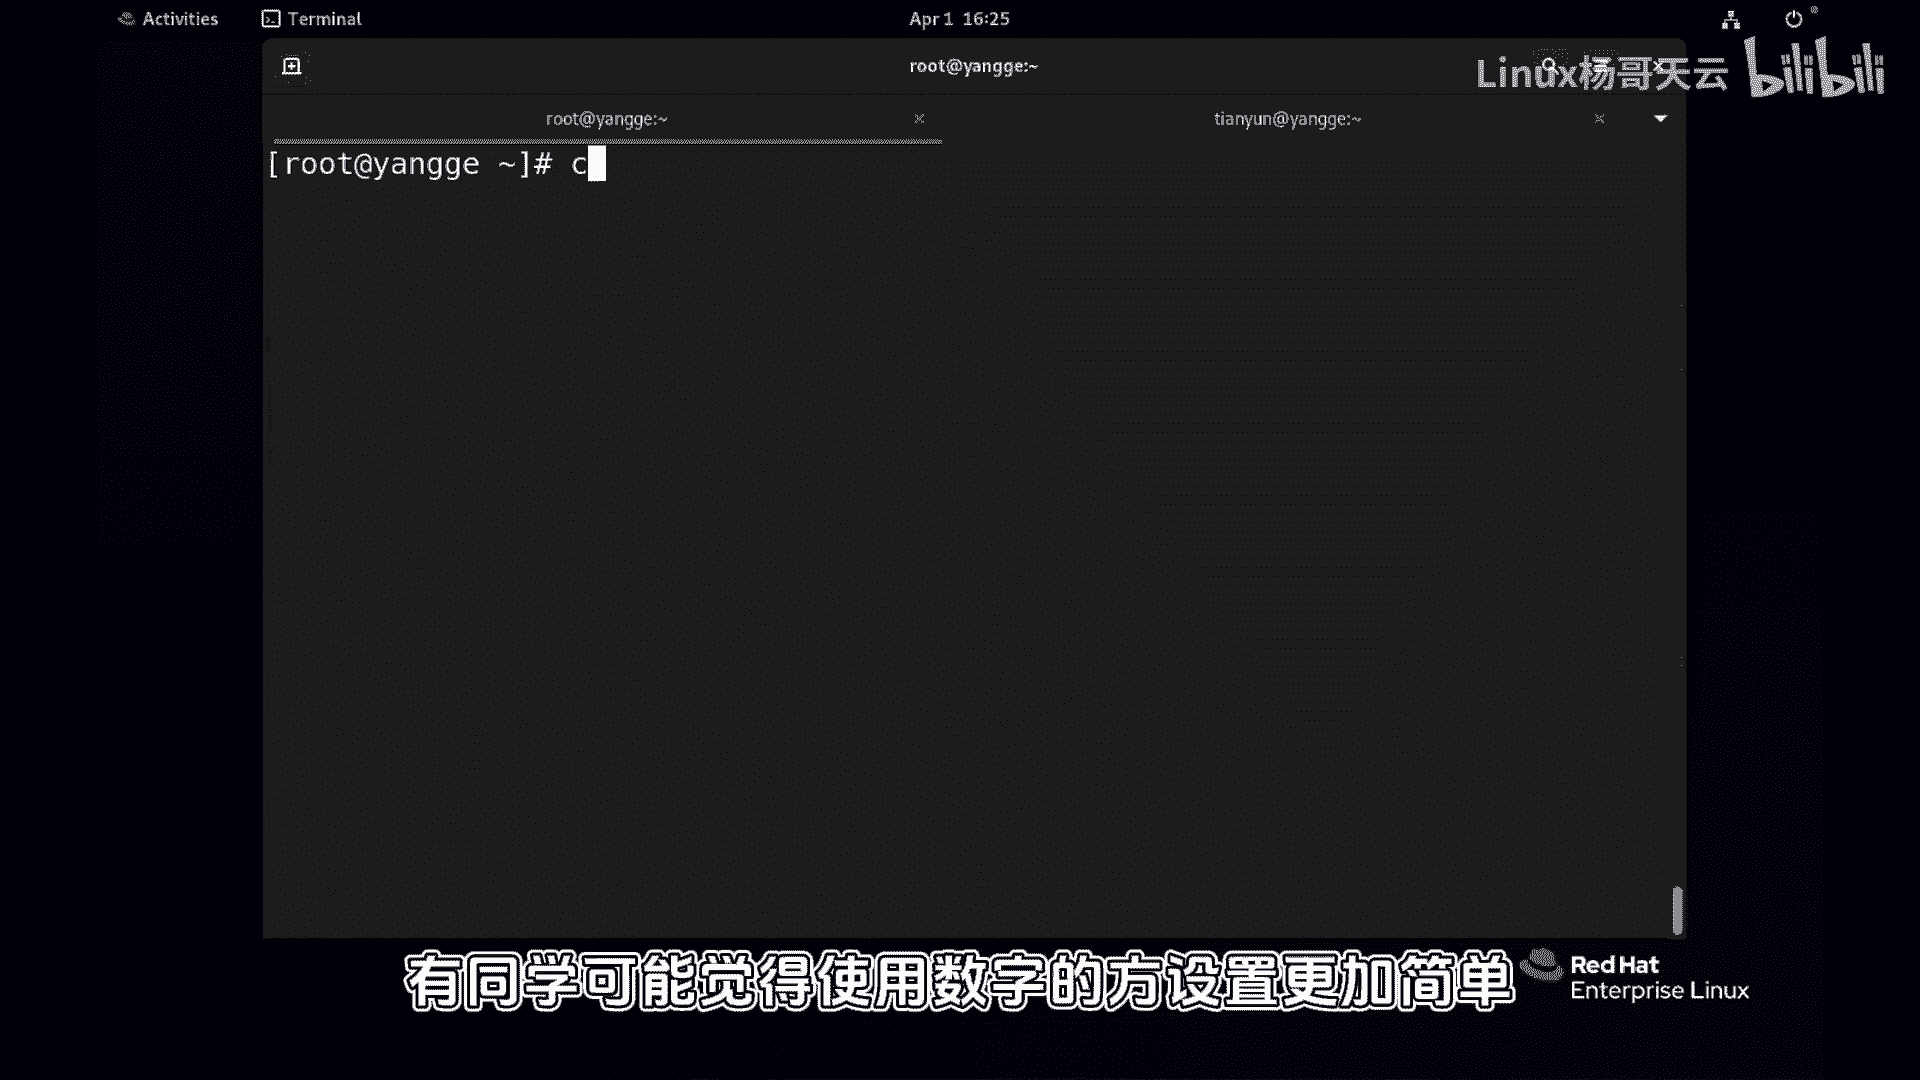 Activities
Terminal
Apr 1 16:25
root@yangge:~
Linux杨哥天云 bilibili
root@yangge:~
tianyun@yangge:~
[root@yangge ~]# c
有同学可能觉得使用数字的方设置更加简单
Red Hat
Enterprise Linux